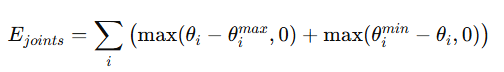 E_{joints} = \sum_{i} \left( \max(\theta_i - \theta_i^{max}, 0) + \max(\theta_i^{min} - \theta_i, 0) \right)